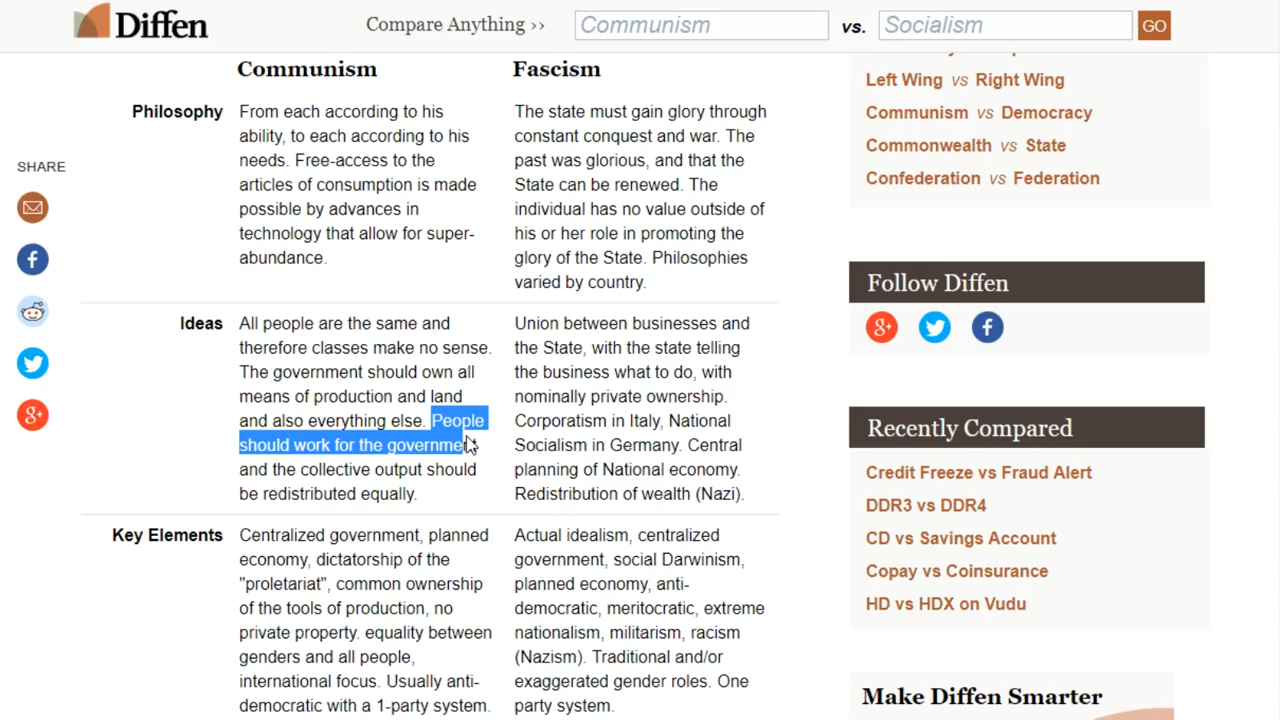 Diffen
Compare Anything ››
Communism
vs.
Socialism
GO
SHARE
Communism
Fascism
Philosophy
From each according to his
ability, to each according to his
needs. Free-access to the
articles of consumption is made
possible by advances in
technology that allow for super-
abundance.
The state must gain glory through
constant conquest and war. The
past was glorious, and that the
State can be renewed. The
individual has no value outside of
his or her role in promoting the
glory of the State. Philosophies
varied by country.
Ideas
All people are the same and
therefore classes make no sense.
The government should own all
means of production and land
and also everything else. People
should work for the government
and the collective output should
be redistributed equally.
Union between businesses and
the State, with the state telling
the business what to do, with
nominally private ownership.
Corporatism in Italy, National
Socialism in Germany. Central
planning of National economy.
Redistribution of wealth (Nazi).
Key Elements
Centralized government, planned
economy, dictatorship of the
"proletariat", common ownership
of the tools of production, no
private property. equality between
genders and all people,
international focus. Usually anti-
democratic with a 1-party system.
Actual idealism, centralized
government, social Darwinism,
planned economy, anti-
democratic, meritocratic, extreme
nationalism, militarism, racism
(Nazism). Traditional and/or
exaggerated gender roles. One
party system.
Left Wing vs Right Wing
Communism vs Democracy
Commonwealth vs State
Confederation vs Federation
Follow Diffen
Recently Compared
Credit Freeze vs Fraud Alert
DDR3 vs DDR4
CD vs Savings Account
Copay vs Coinsurance
HD vs HDX on Vudu
Make Diffen Smarter